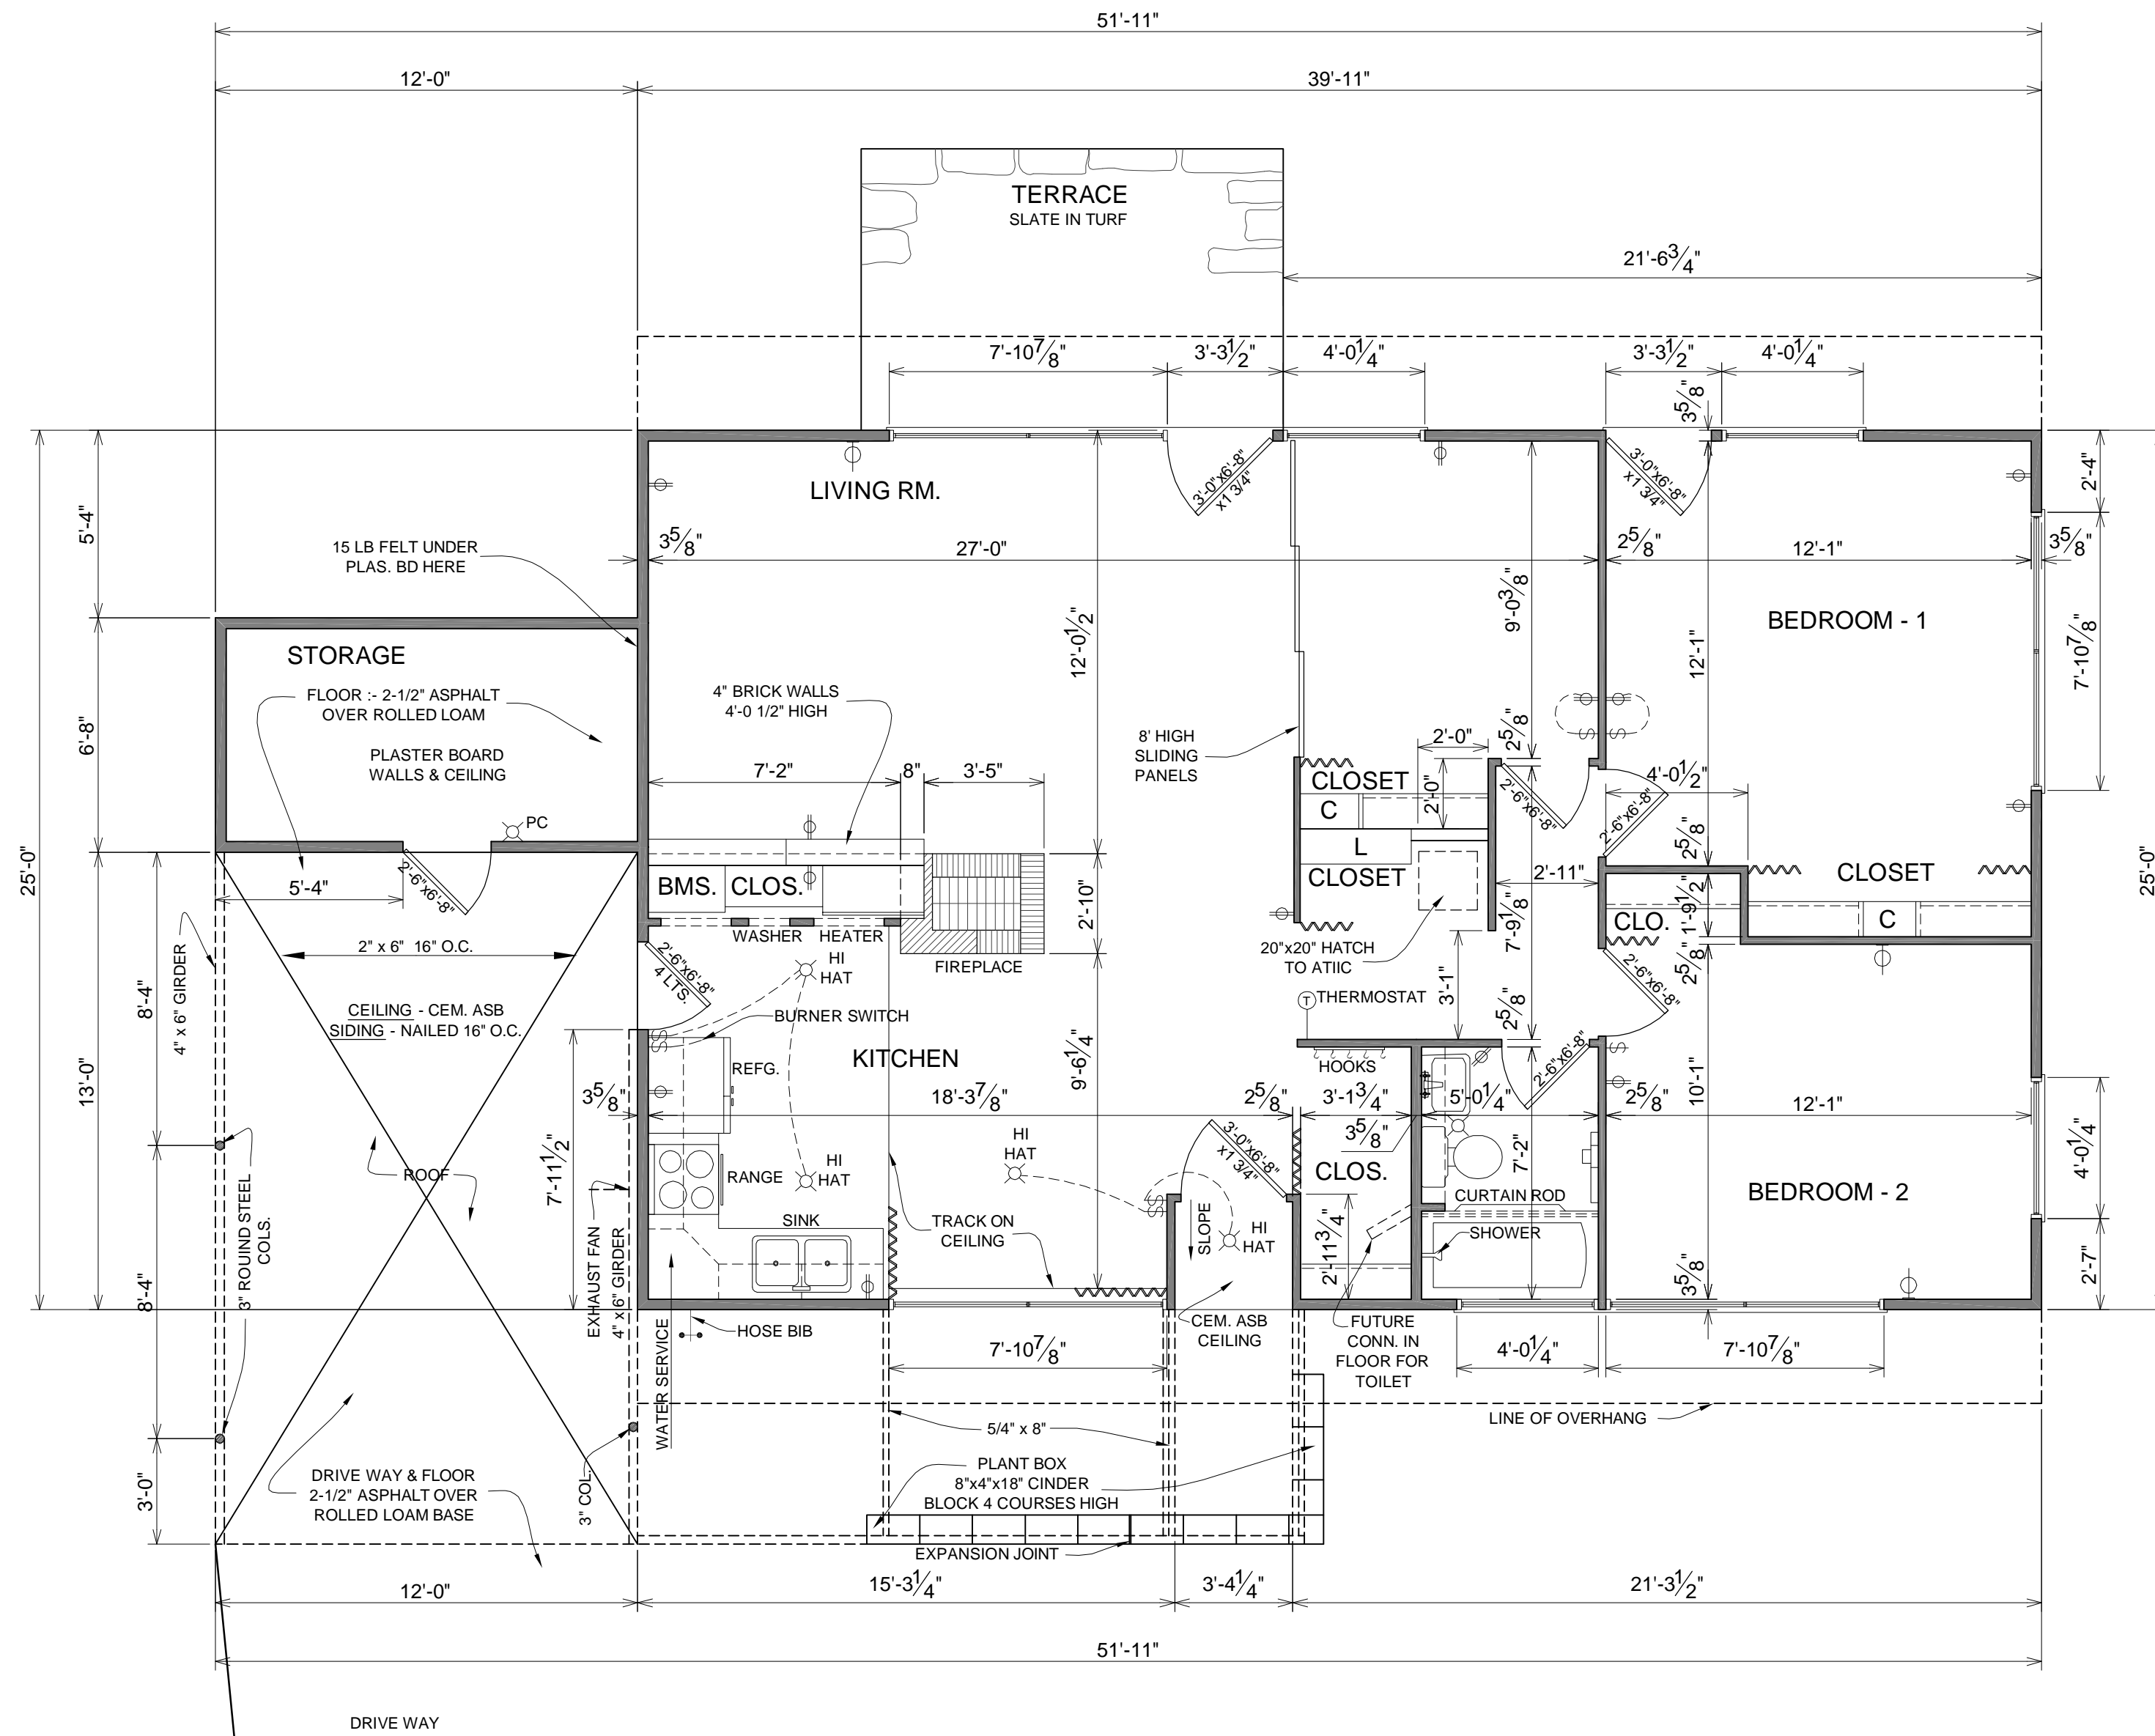 51'-11"
12'-0"
39'-11"
TERRACE
SLATE IN TURF
21'-6 3/4"
7'-10 7/8"
3'-3 1/2"
4'-0 1/4"
3'-3 1/2"
4'-0 1/4"
3 5/8"
3'-0"x6'-8"
x1 3/4"
3'-0"x6'-8"
x1 3/4"
2'-4"
LIVING RM.
5'-4"
15 LB FELT UNDER
PLAS. BD HERE
3 5/8"
27'-0"
2 5/8"
12'-1"
3 5/8"
9'-0 3/8"
12'-0 1/2"
12'-1"
BEDROOM - 1
7'-10 7/8"
STORAGE
FLOOR :- 2-1/2" ASPHALT
OVER ROLLED LOAM
PLASTER BOARD
WALLS & CEILING
6'-8"
4" BRICK WALLS
4'-0 1/2" HIGH
8' HIGH
SLIDING
PANELS
2'-0"
2 5/8"
7'-2"
8"
3'-5"
CLOSET
C
2'-0"
2'-6"x6'-8"
4'-0 1/2"
2'-6"x6'-8"
PC
25'-0"
25'-0"
L
CLOSET
2 5/8"
2'-11"
CLOSET
5'-4"
2'-6"x6'-8"
BMS.
CLOS.
2'-10"
7'-9 1/8"
CLO.
1'-9 1/2"
C
WASHER
HEATER
FIREPLACE
20"x20" HATCH
TO ATIIC
2 5/8"
4" x 6" GIRDER
2" x 6" 16" O.C.
2'-6"x6'-8"
4 LTS.
HI
HAT
2'-6"x6'-8"
8'-4"
THERMOSTAT
T
3'-1"
2 5/8"
CEILING - CEM. ASB
SIDING - NAILED 16" O.C.
BURNER SWITCH
KITCHEN
REFG.
9'-6 1/4"
HOOKS
2'-6"x6'-8"
13'-0"
10'-1"
3 5/8"
18'-3 7/8"
2 5/8"
3'-1 3/4"
5'-0 1/4"
2 5/8"
12'-1"
3 5/8"
7'-11 1/2"
HI
HAT
3'-0"x6'-8"
x1 3/4"
7'-2"
4'-0 1/4"
ROOF
RANGE
HI
HAT
CLOS.
BEDROOM - 2
CURTAIN ROD
3" ROUND STEEL
COLS.
SINK
TRACK ON
CEILING
SLOPE
HI
HAT
SHOWER
2'-11 3/4"
3 5/8"
2'-7"
8'-4"
EXHAUST FAN
4" x 6" GIRDER
WATER SERVICE
HOSE BIB
CEM. ASB
CEILING
FUTURE
CONN. IN
FLOOR FOR
TOILET
7'-10 7/8"
4'-0 1/4"
7'-10 7/8"
LINE OF OVERHANG
5/4" x 8"
PLANT BOX
8"x4"x18" CINDER
BLOCK 4 COURSES HIGH
3'-0"
DRIVE WAY & FLOOR
2-1/2" ASPHALT OVER
ROLLED LOAM BASE
3" COL.
EXPANSION JOINT
12'-0"
15'-3 1/4"
3'-4 1/4"
21'-3 1/2"
51'-11"
DRIVE WAY